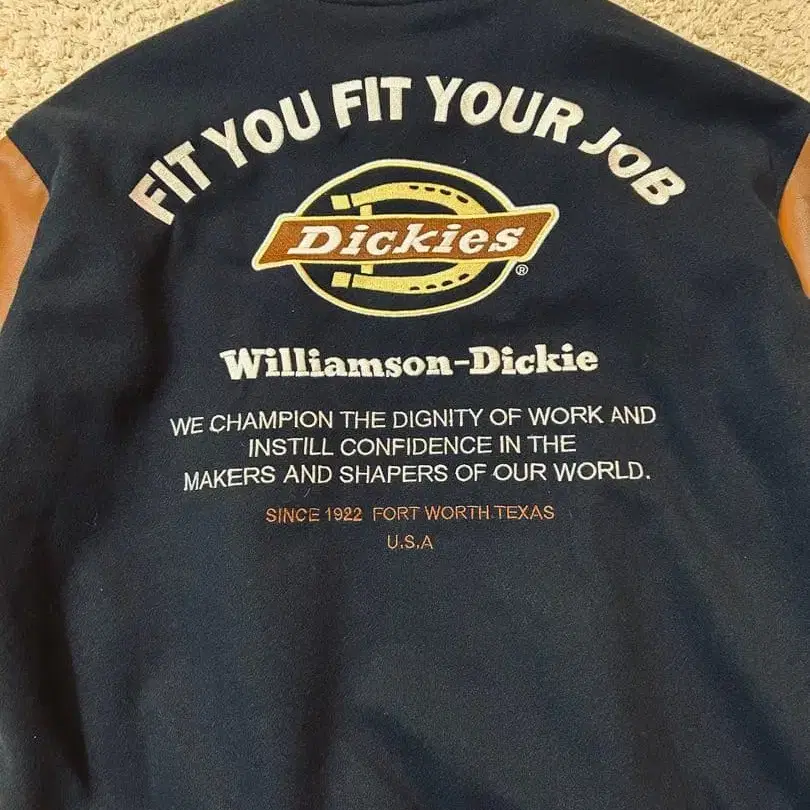 FIT YOU FIT YOUR JOB
Dickies®
Williamson-Dickie
WE CHAMPION THE DIGNITY OF WORK AND
INSTILL CONFIDENCE IN THE
MAKERS AND SHAPERS OF OUR WORLD.
SINCE 1922 FORT WORTH.TEXAS
U.S.A